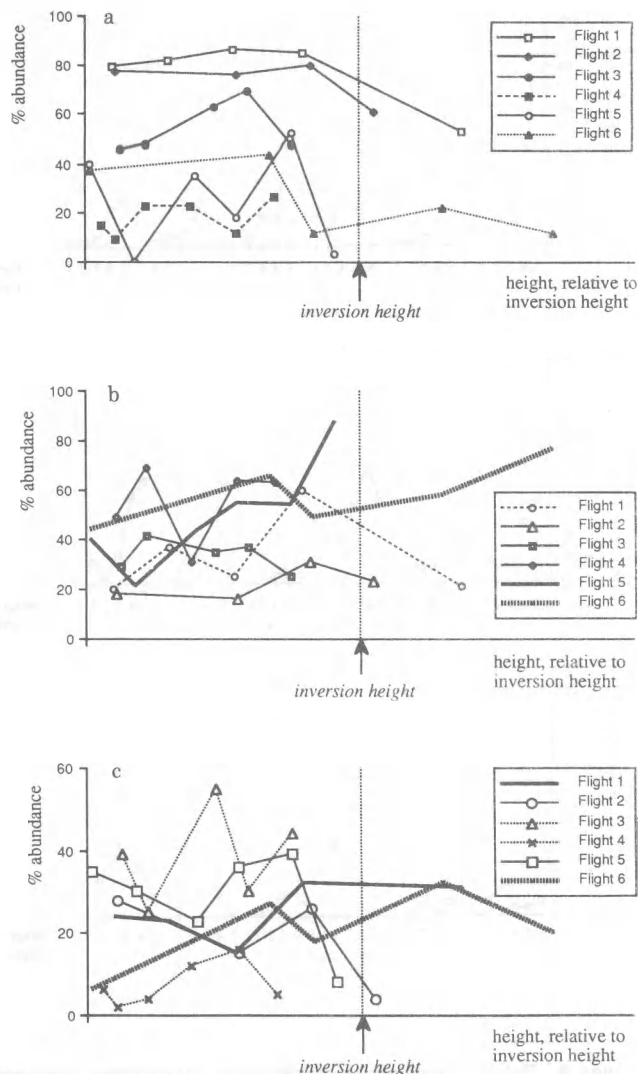 a
% abundance
100
80
60
40
20
0
Flight 1
Flight 2
Flight 3
Flight 4
Flight 5
Flight 6
inversion height
height, relative to
inversion height
b
% abundance
100
80
60
40
20
0
Flight 1
Flight 2
Flight 3
Flight 4
Flight 5
Flight 6
inversion height
height, relative to
inversion height
c
% abundance
60
40
20
0
Flight 1
Flight 2
Flight 3
Flight 4
Flight 5
Flight 6
inversion height
height, relative to
inversion height